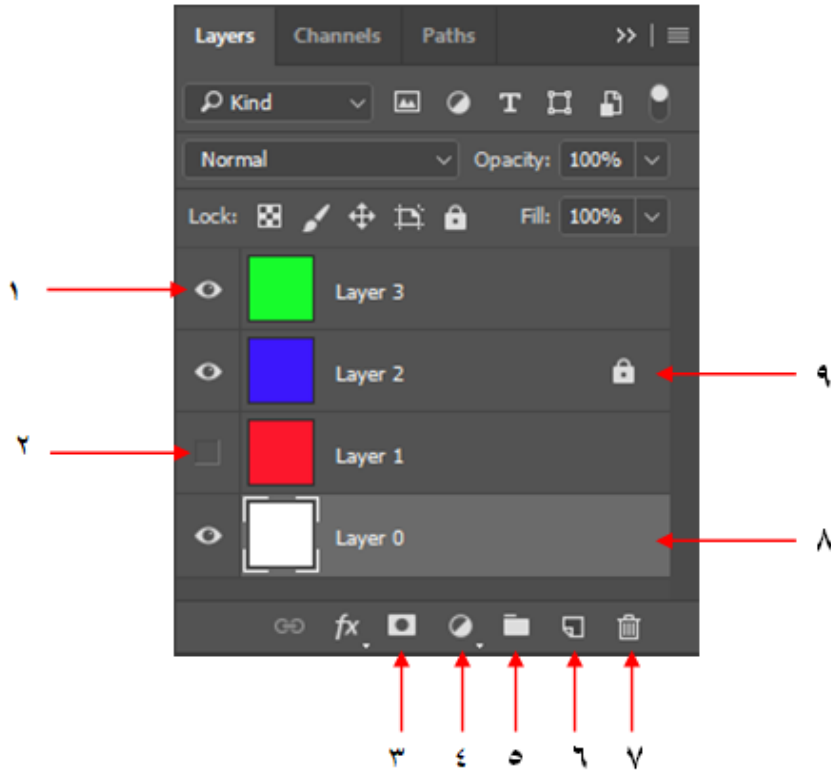 Layers Channels Paths
Kind T
Normal Opacity: 100%
Lock: Fill: 100%
١ Layer 3
Layer 2 ٩
٢ Layer 1
Layer 0 ٨
fx
٣ ٤ ٥ ٦ ٧